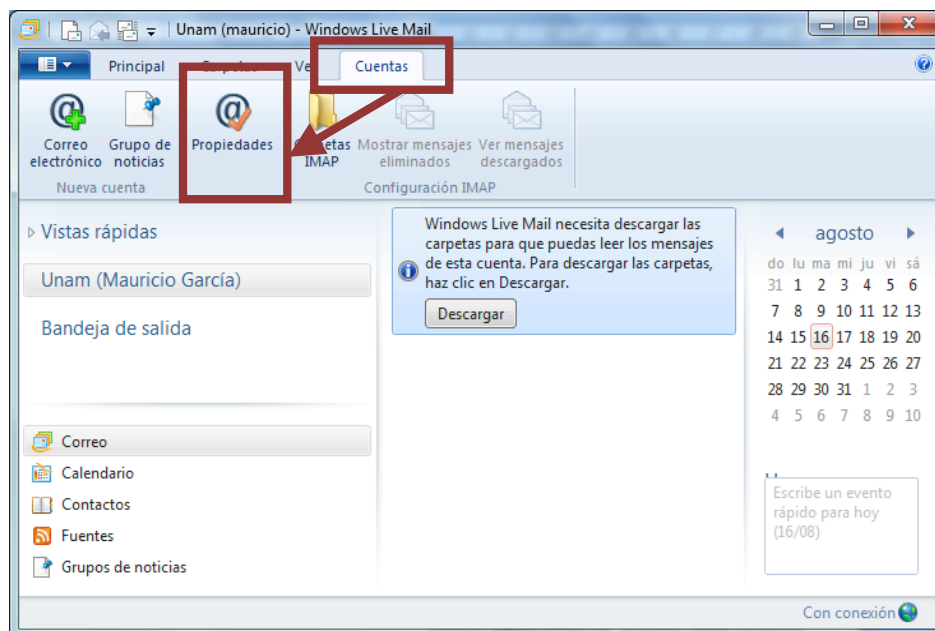 Unam (mauricio) - Windows Live Mail
Principal
Cuentas
Correo electrónico
Grupo de noticias
Propiedades
IMAP
Mostrar mensajes eliminados
Ver mensajes descargados
Nueva cuenta
Configuración IMAP
Vistas rápidas
Unam (Mauricio García)
Bandeja de salida
Correo
Calendario
Contactos
Fuentes
Grupos de noticias
Windows Live Mail necesita descargar las
carpetas para que puedas leer los mensajes
de esta cuenta. Para descargar las carpetas,
haz clic en Descargar.
Descargar
agosto
do lu ma mi ju vi sá
31 1 2 3 4 5 6
7 8 9 10 11 12 13
14 15 16 17 18 19 20
21 22 23 24 25 26 27
28 29 30 31 1 2 3
4 5 6 7 8 9 10
Escribe un evento
rápido para hoy
(16/08)
Con conexión